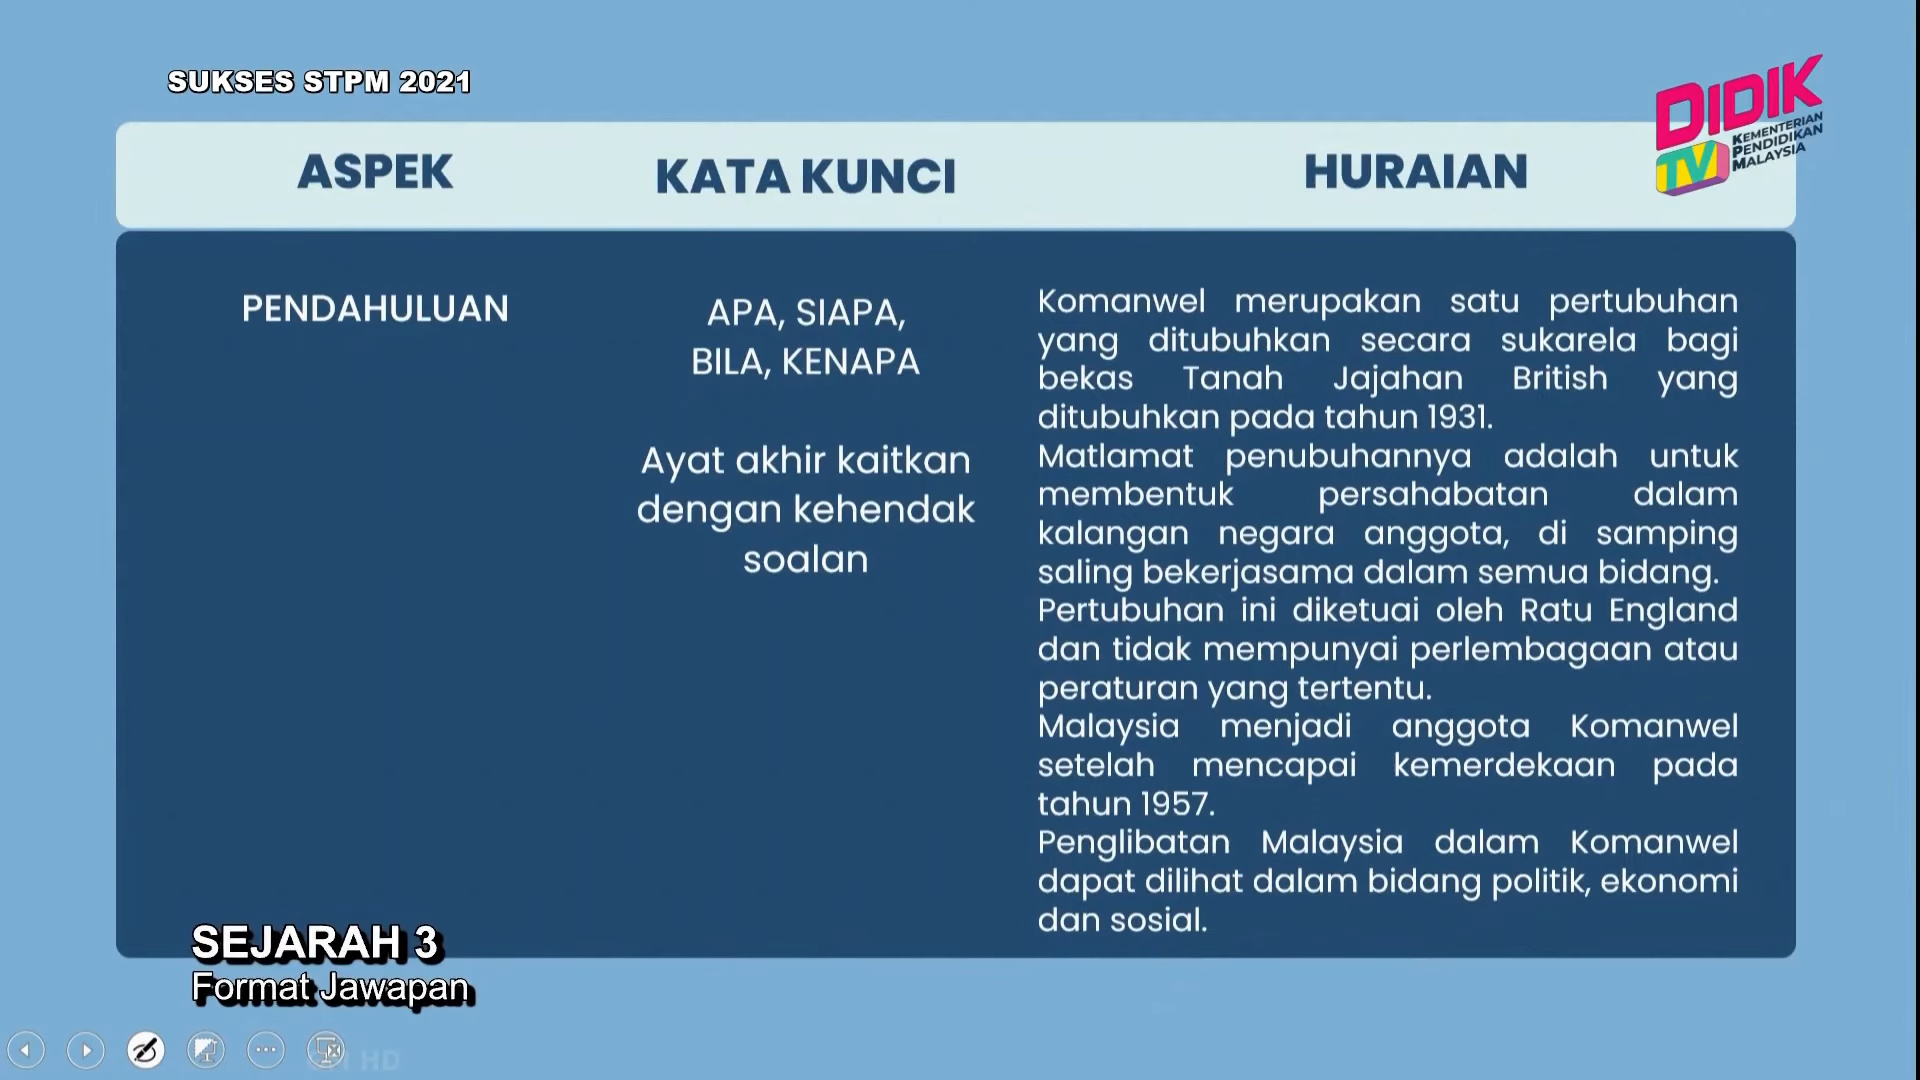 SUKSES STPM 2021
DIDIK
TV
KEMENTERIAN
PENDIDIKAN
MALAYSIA
ASPEK
KATA KUNCI
HURAIAN
PENDAHULUAN
APA, SIAPA,
BILA, KENAPA
Ayat akhir kaitkan
dengan kehendak
soalan
Komanwel merupakan satu pertubuhan
yang ditubuhkan secara sukarela bagi
bekas Tanah Jajahan British yang
ditubuhkan pada tahun 1931.
Matlamat penubuhannya adalah untuk
membentuk persahabatan dalam
kalangan negara anggota, di samping
saling bekerjasama dalam semua bidang.
Pertubuhan ini diketuai oleh Ratu England
dan tidak mempunyai perlembagaan atau
peraturan yang tertentu.
Malaysia menjadi anggota Komanwel
setelah mencapai kemerdekaan pada
tahun 1957.
Penglibatan Malaysia dalam Komanwel
dapat dilihat dalam bidang politik, ekonomi
dan sosial.
SEJARAH 3
Format Jawapan
HD